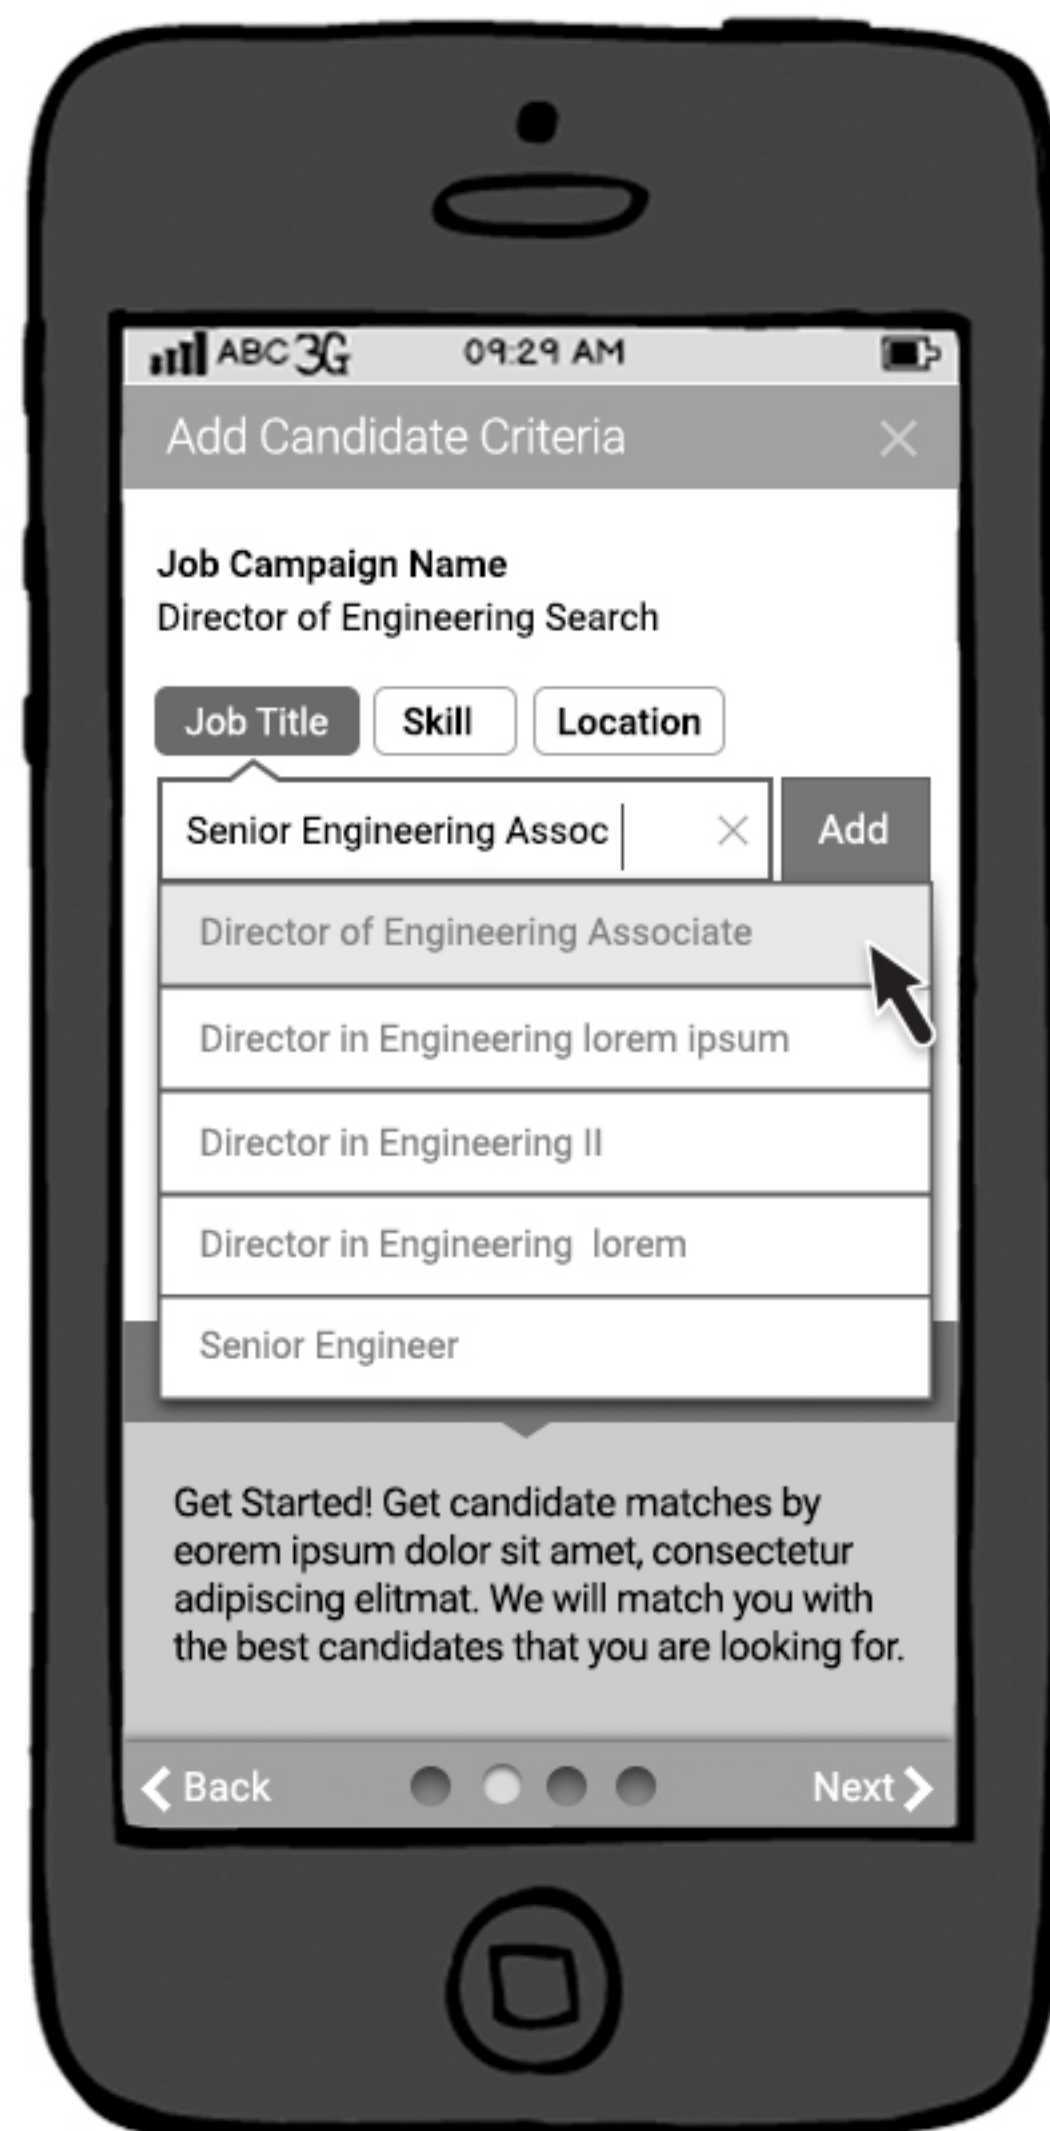 ABC 3G 09:29 AM
Add Candidate Criteria
Job Campaign Name
Director of Engineering Search
Job Title Skill Location
Senior Engineering Assoc Add
Director of Engineering Associate
Director in Engineering lorem ipsum
Director in Engineering II
Director in Engineering lorem
Senior Engineer
Get Started! Get candidate matches by
eorem ipsum dolor sit amet, consectetur
adipiscing elitmat. We will match you with
the best candidates that you are looking for.
Back Next